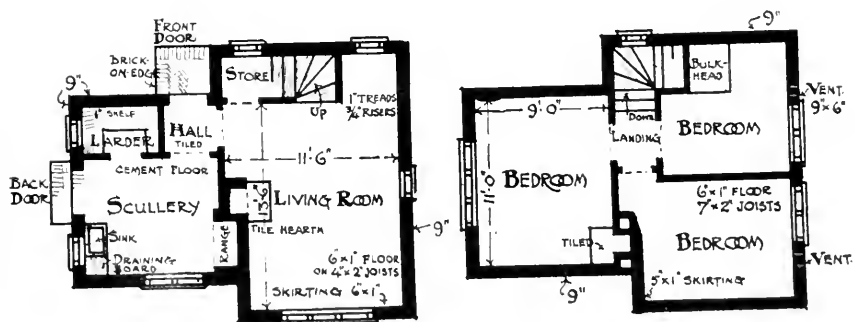 FRONT
DOOR
BRICK-
ON-EDGE
9"
STORE
UP
1" TREADS
3/4" RISERS
1" SHELF
LARDER
HALL
TILED
CEMENT FLOOR
11'-6"
BACK
DOOR
SCULLERY
13'-6"
LIVING ROOM
TILE HEARTH
SINK
DRAINING
BOARD
RANGE
6"x1" FLOOR
ON 4"x2" JOISTS
SKIRTING 6"x1"
9"
9"
BULK-
HEAD
VENT.
9"x6"
9'-0"
DOWN
LANDING
BEDROOM
BEDROOM
11'-0"
6"x1" FLOOR
7"x2" JOISTS
TILED
BEDROOM
VENT.
5"x1" SKIRTING
9"